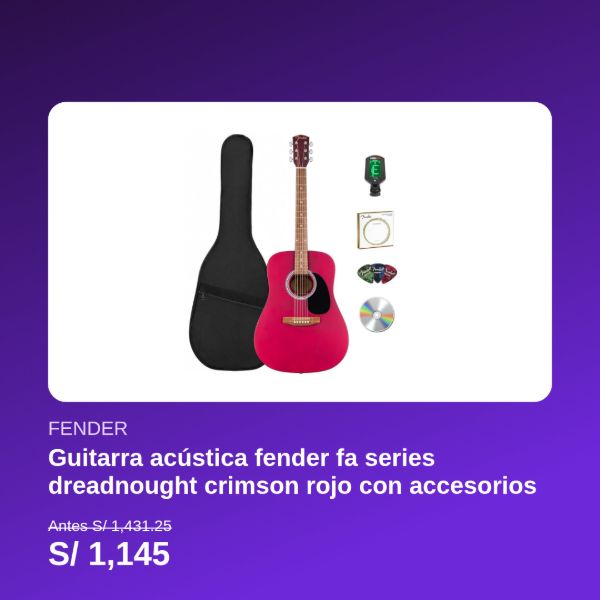 FENDER
Guitarra acústica fender fa series
dreadnought crimson rojo con accesorios
Antes S/ 1,431.25
S/ 1,145